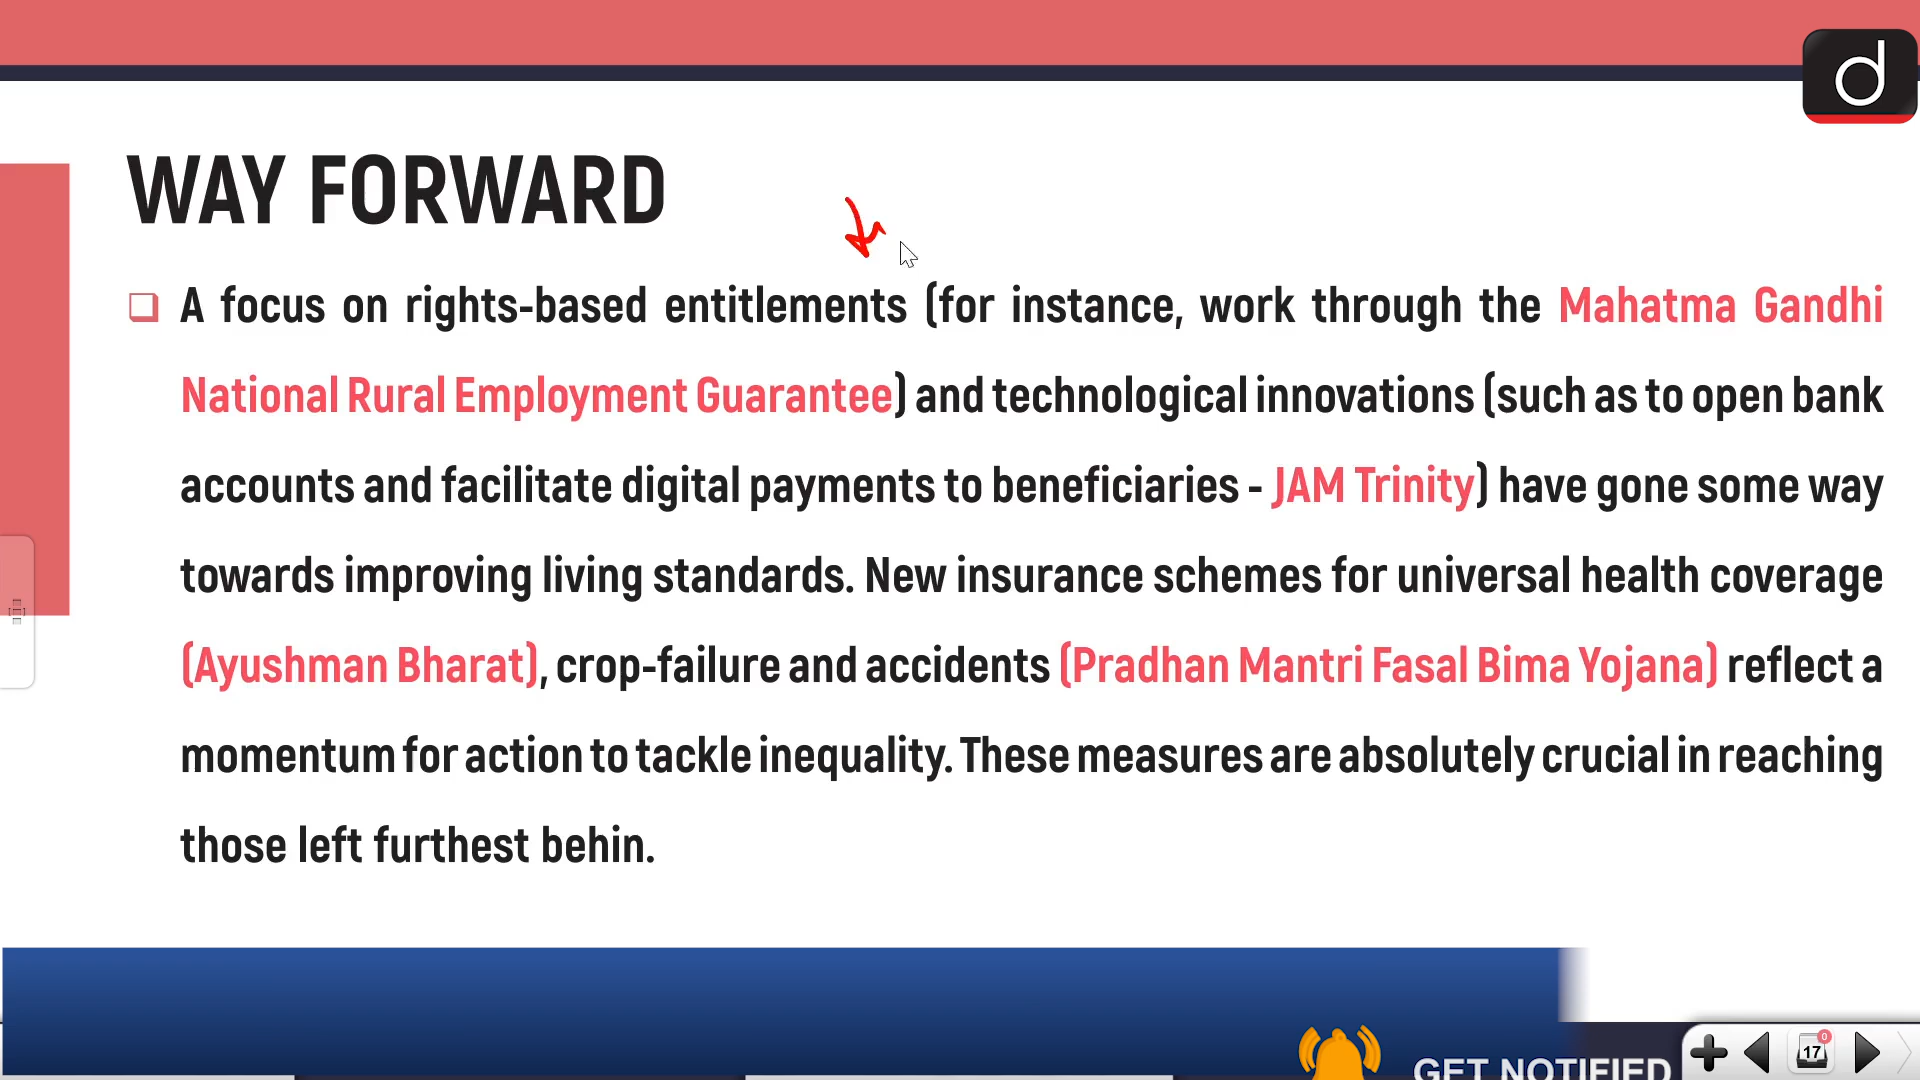 d
WAY FORWARD
A focus on rights-based entitlements (for instance, work through the Mahatma Gandhi
National Rural Employment Guarantee) and technological innovations (such as to open bank
accounts and facilitate digital payments to beneficiaries - JAM Trinity) have gone some way
towards improving living standards. New insurance schemes for universal health coverage
(Ayushman Bharat), crop-failure and accidents (Pradhan Mantri Fasal Bima Yojana) reflect a
momentum for action to tackle inequality. These measures are absolutely crucial in reaching
those left furthest behin.
GET NOTIFIED
17
0